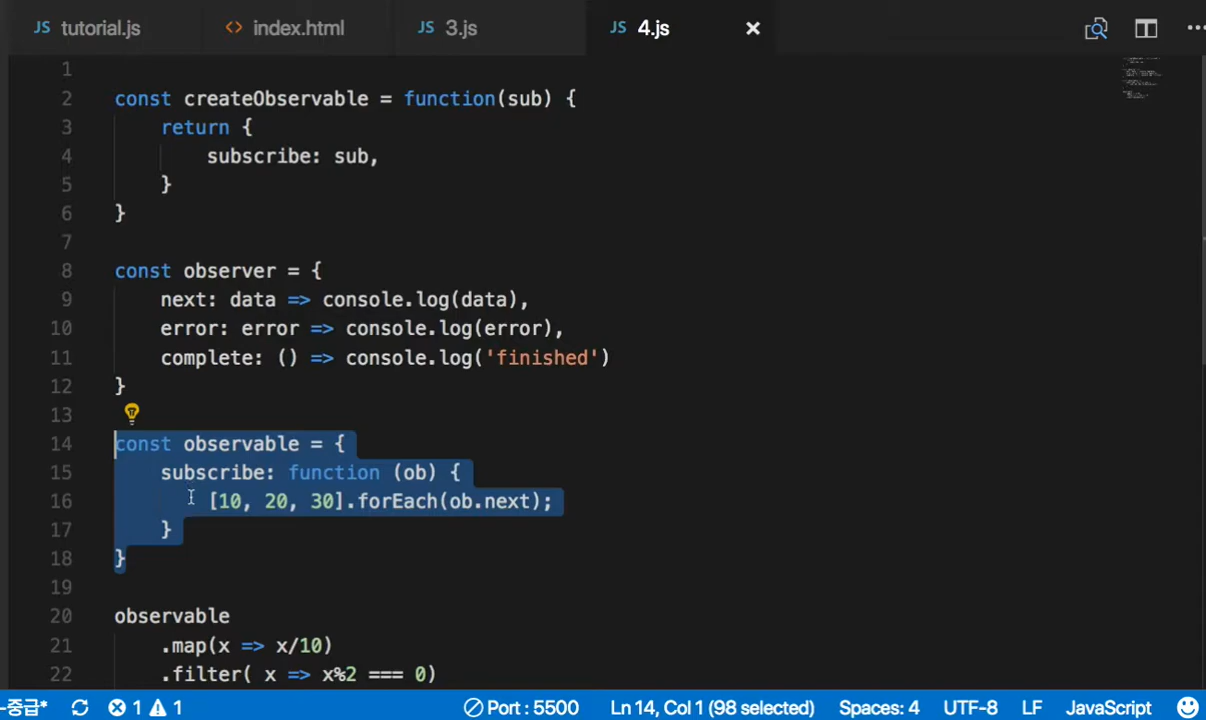 JS tutorial.js <> index.html JS 3.js JS 4.js
1
2 const createObservable = function(sub) {
3 return {
4 subscribe: sub,
5 }
6 }
7
8 const observer = {
9 next: data => console.log(data),
10 error: error => console.log(error),
11 complete: () => console.log('finished')
12 }
13
14 const observable = {
15 subscribe: function (ob) {
16 [10, 20, 30].forEach(ob.next);
17 }
18 }
19
20 observable
21 .map(x => x/10)
22 .filter( x => x%2 === 0)
-중급* 1 1 Port : 5500 Ln 14, Col 1 (98 selected) Spaces: 4 UTF-8 LF JavaScript